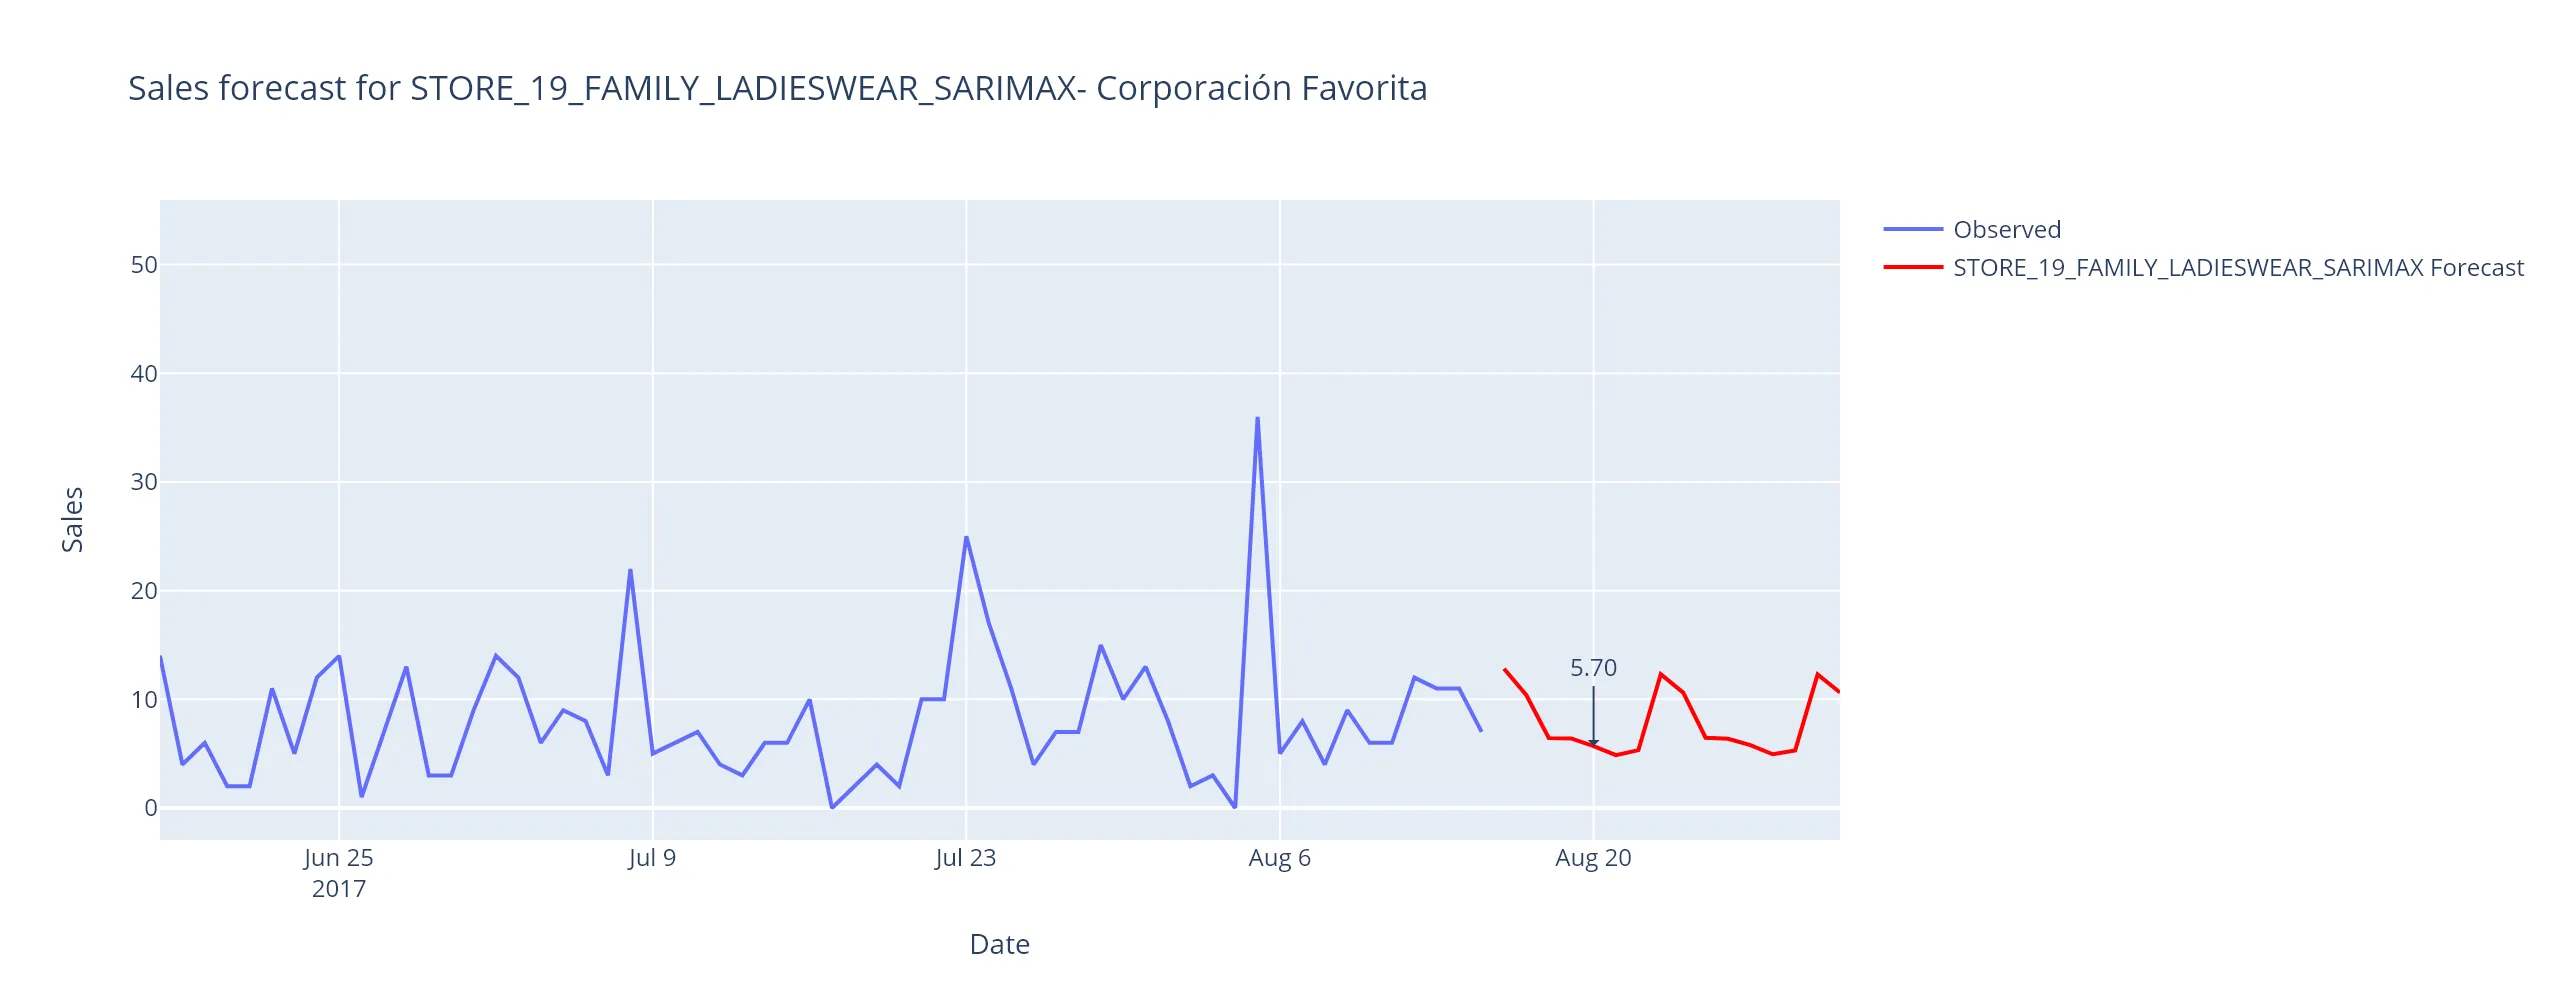 Sales forecast for STORE_19_FAMILY_LADIESWEAR_SARIMAX- Corporación Favorita
Observed
STORE_19_FAMILY_LADIESWEAR_SARIMAX Forecast
50
40
30
20
10
0
Sales
5.70
Jun 25
2017
Jul 9
Jul 23
Aug 6
Aug 20
Date